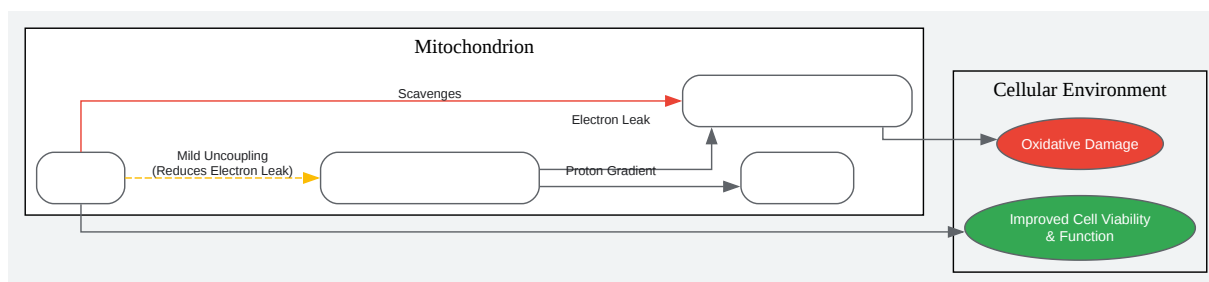 Mitochondrion
Cellular Environment
Scavenges
Electron Leak
Oxidative Damage
Mild Uncoupling
(Reduces Electron Leak)
Proton Gradient
Improved Cell Viability
& Function